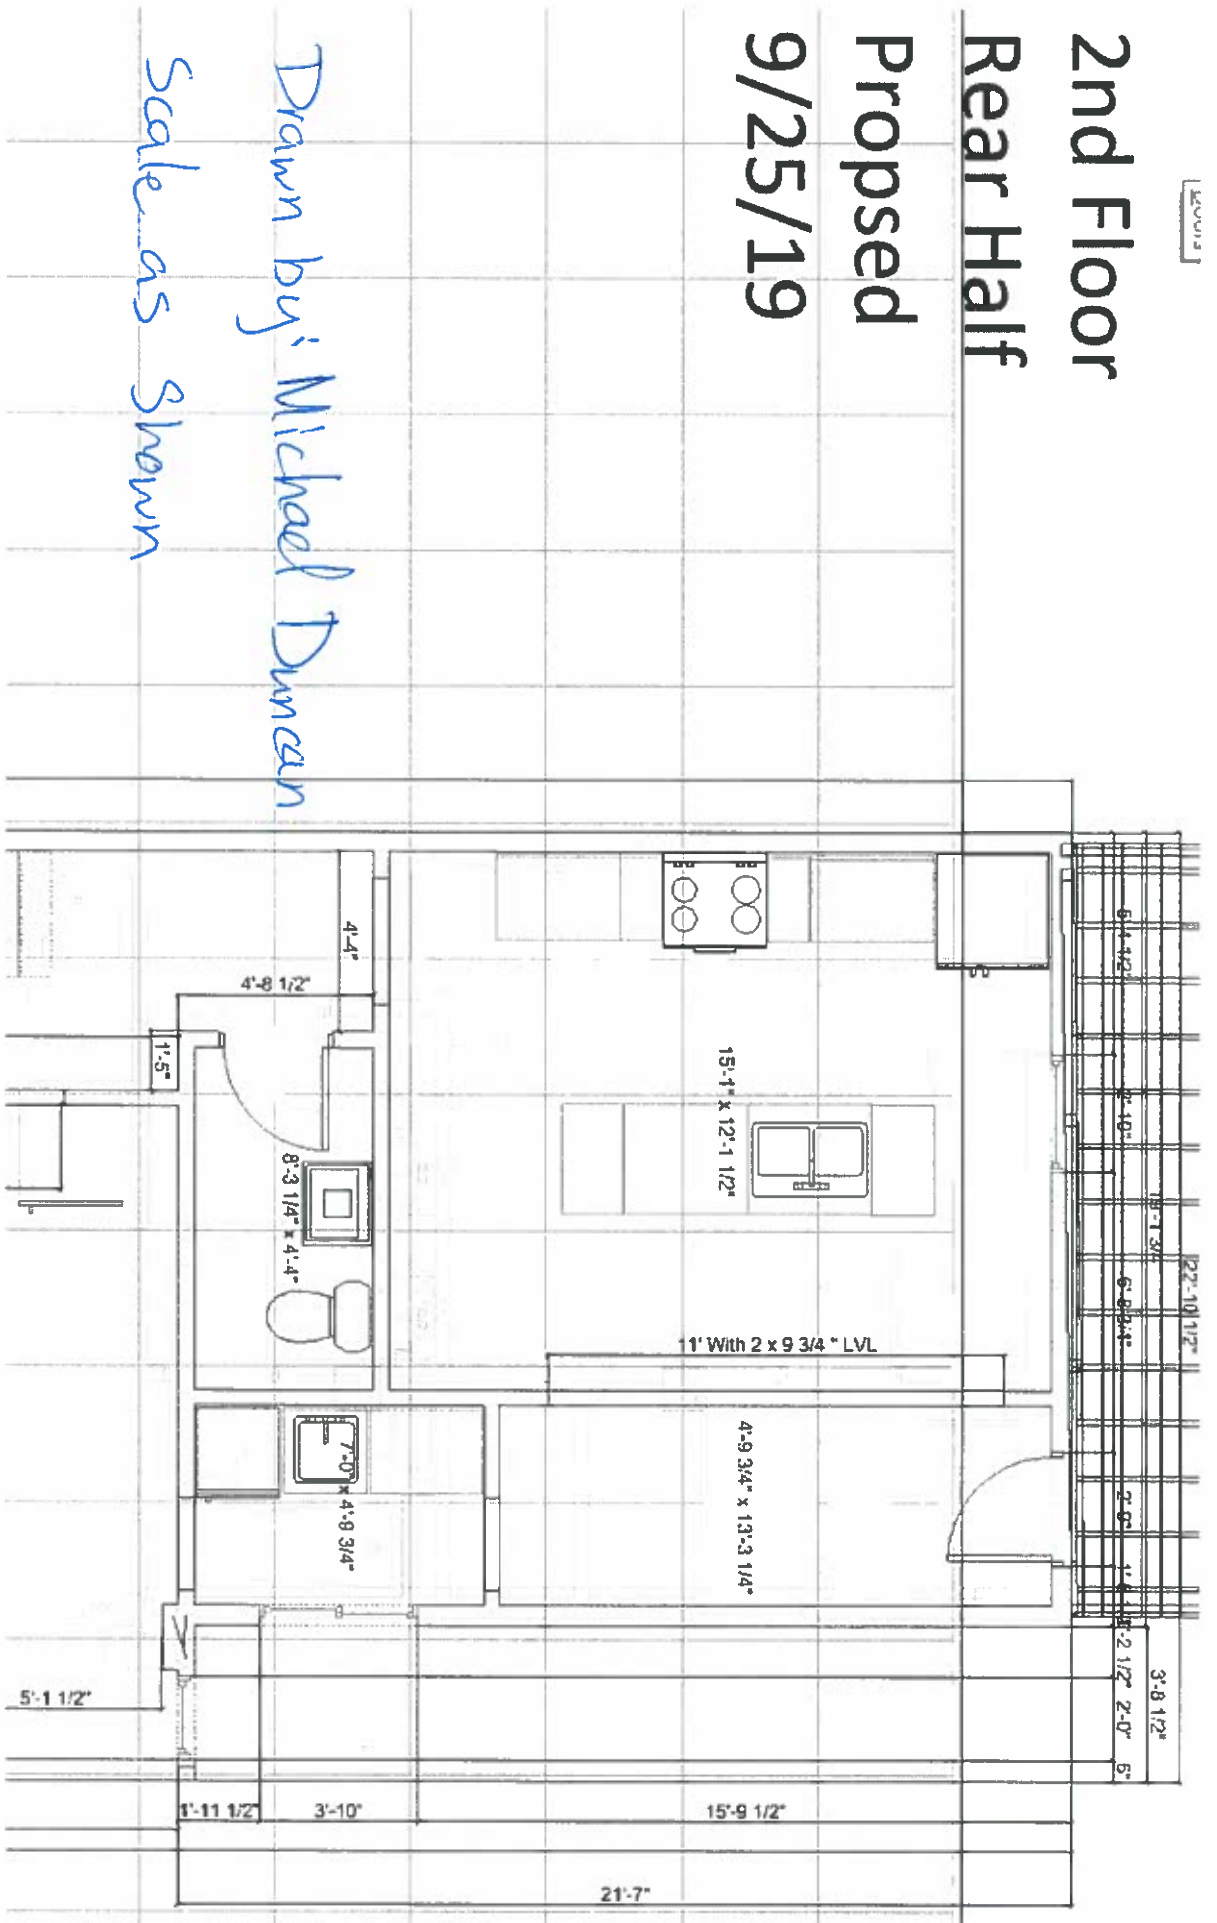 2nd Floor
Rear Half
Propsed
9/25/19
Drawn by: Michael Duncan
Scale as Shown
4'-4"
4'-8 1/2"
1'-5"
15'-1" x 12'-1 1/2"
8'-3 1/4" x 4'-4"
11' With 2 x 9 3/4 " LVL
4'-9 3/4" x 13'-3 1/4"
7'-0" x 4'-9 3/4"
22'-10 1/2"
19'-1 3/4"
2'-10"
3'-8 1/2"
2'-0"
6"
5'-1 1/2"
1'-11 1/2"
3'-10"
15'-9 1/2"
21'-7"